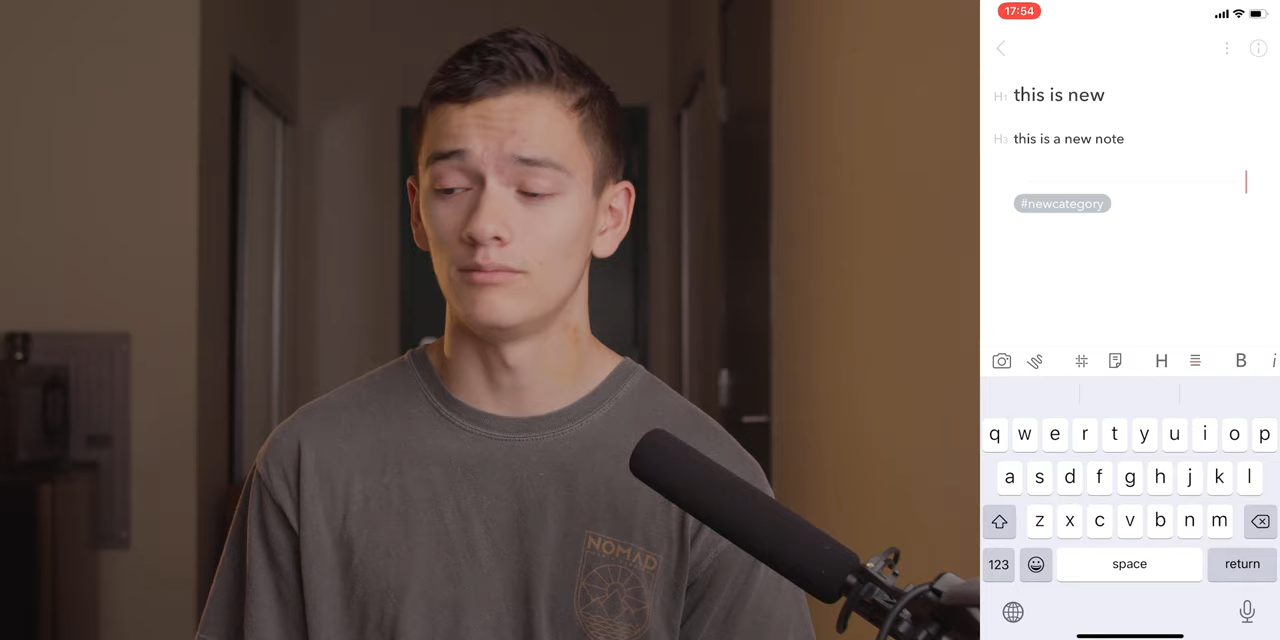 17:54
H1 this is new
H3 this is a new note
#newcategory
H B i
q w e r t y u i o p
a s d f g h j k l
z x c v b n m
123 space return
NOMAD